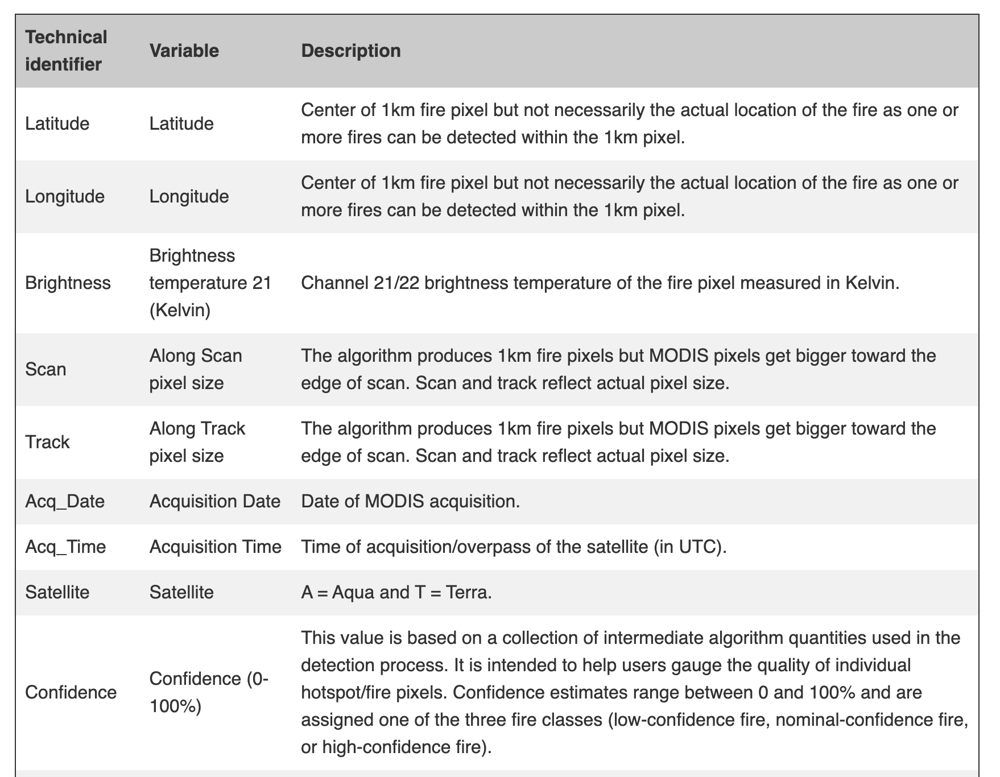 Technical
identifier
Variable
Description
Latitude
Latitude
Center of 1km fire pixel but not necessarily the actual location of the fire as one or
more fires can be detected within the 1km pixel.
Longitude
Longitude
Center of 1km fire pixel but not necessarily the actual location of the fire as one or
more fires can be detected within the 1km pixel.
Brightness
Brightness
temperature 21
(Kelvin)
Channel 21/22 brightness temperature of the fire pixel measured in Kelvin.
Scan
Along Scan
pixel size
The algorithm produces 1km fire pixels but MODIS pixels get bigger toward the
edge of scan. Scan and track reflect actual pixel size.
Track
Along Track
pixel size
The algorithm produces 1km fire pixels but MODIS pixels get bigger toward the
edge of scan. Scan and track reflect actual pixel size.
Acq_Date
Acquisition Date
Date of MODIS acquisition.
Acq_Time
Acquisition Time
Time of acquisition/overpass of the satellite (in UTC).
Satellite
Satellite
A = Aqua and T = Terra.
Confidence
Confidence (0-
100%)
This value is based on a collection of intermediate algorithm quantities used in the
detection process. It is intended to help users gauge the quality of individual
hotspot/fire pixels. Confidence estimates range between 0 and 100% and are
assigned one of the three fire classes (low-confidence fire, nominal-confidence fire,
or high-confidence fire).